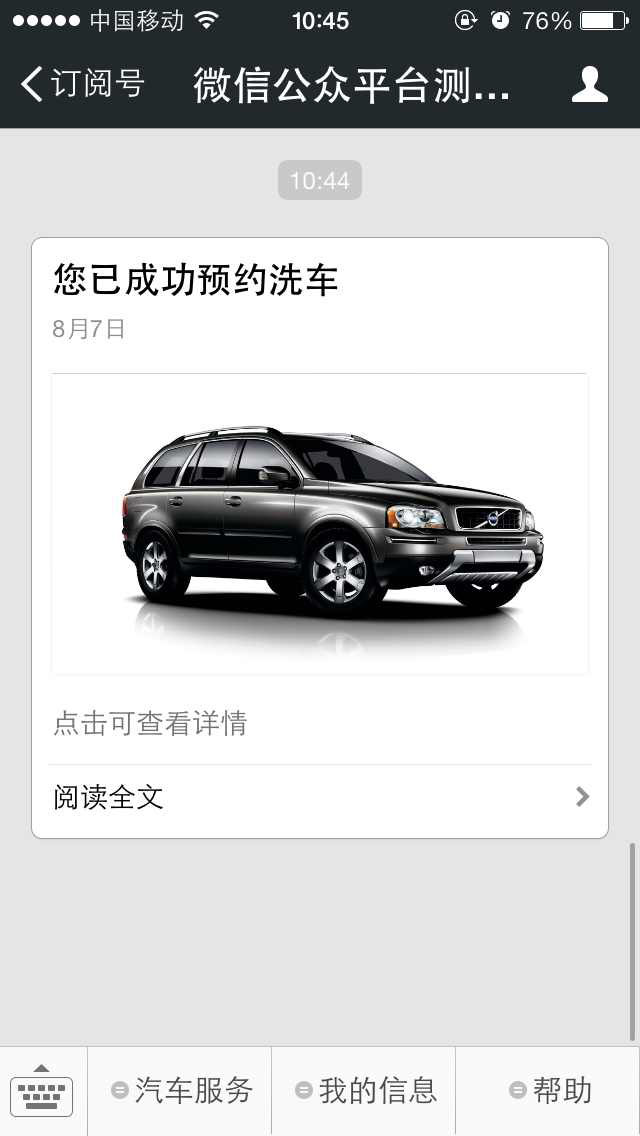 中国移动 10:45 76%
订阅号 微信公众平台测...
10:44
您已成功预约洗车
8月7日
点击可查看详情
阅读全文
汽车服务 我的信息 帮助